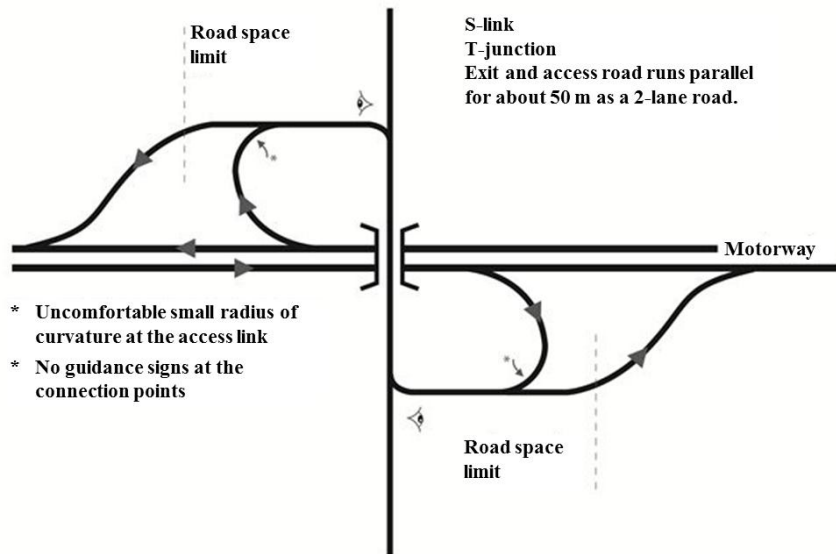 Road space
limit
S-link
T-junction
Exit and access road runs parallel
for about 50 m as a 2-lane road.
*
Motorway
* Uncomfortable small radius of
curvature at the access link
* No guidance signs at the
connection points
*
Road space
limit